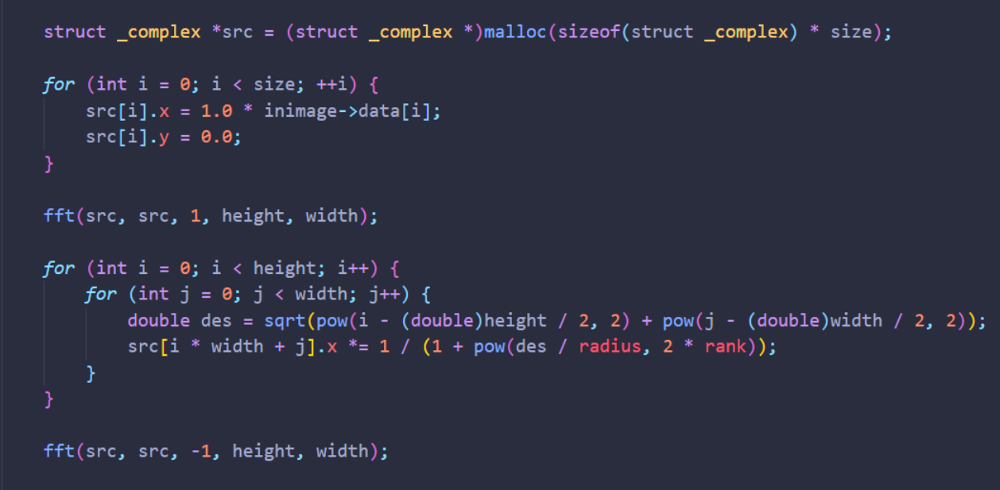 struct _complex *src = (struct _complex *)malloc(sizeof(struct _complex) * size);
for (int i = 0; i < size; ++i) {
src[i].x = 1.0 * inimage->data[i];
src[i].y = 0.0;
}
fft(src, src, 1, height, width);
for (int i = 0; i < height; i++) {
for (int j = 0; j < width; j++) {
double des = sqrt(pow(i - (double)height / 2, 2) + pow(j - (double)width / 2, 2));
src[i * width + j].x *= 1 / (1 + pow(des / radius, 2 * rank));
}
}
fft(src, src, -1, height, width);